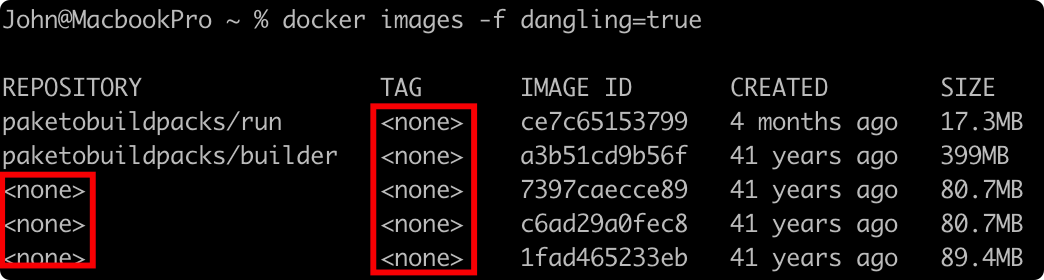 John@MacbookPro ~ % docker images -f dangling=true
REPOSITORY TAG IMAGE ID CREATED SIZE
paketobuildpacks/run <none> ce7c65153799 4 months ago 17.3MB
paketobuildpacks/builder <none> a3b51cd9b56f 41 years ago 399MB
<none> <none> 7397caecce89 41 years ago 80.7MB
<none> <none> c6ad29a0fec8 41 years ago 80.7MB
<none> <none> 1fad465233eb 41 years ago 89.4MB